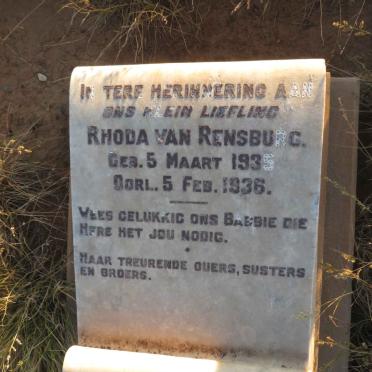 IN TERE HERINNERING AAN
ONS KLEIN LIEFLING
RHODA VAN RENSBURG.
GEB. 5 MAART 1935
OORL. 5 FEB. 1936.
WEES GELUKKIG ONS BABBIE DIE
HERE HET JOU NODIG.
HAAR TREURENDE OUERS, SUSTERS
EN BROERS.